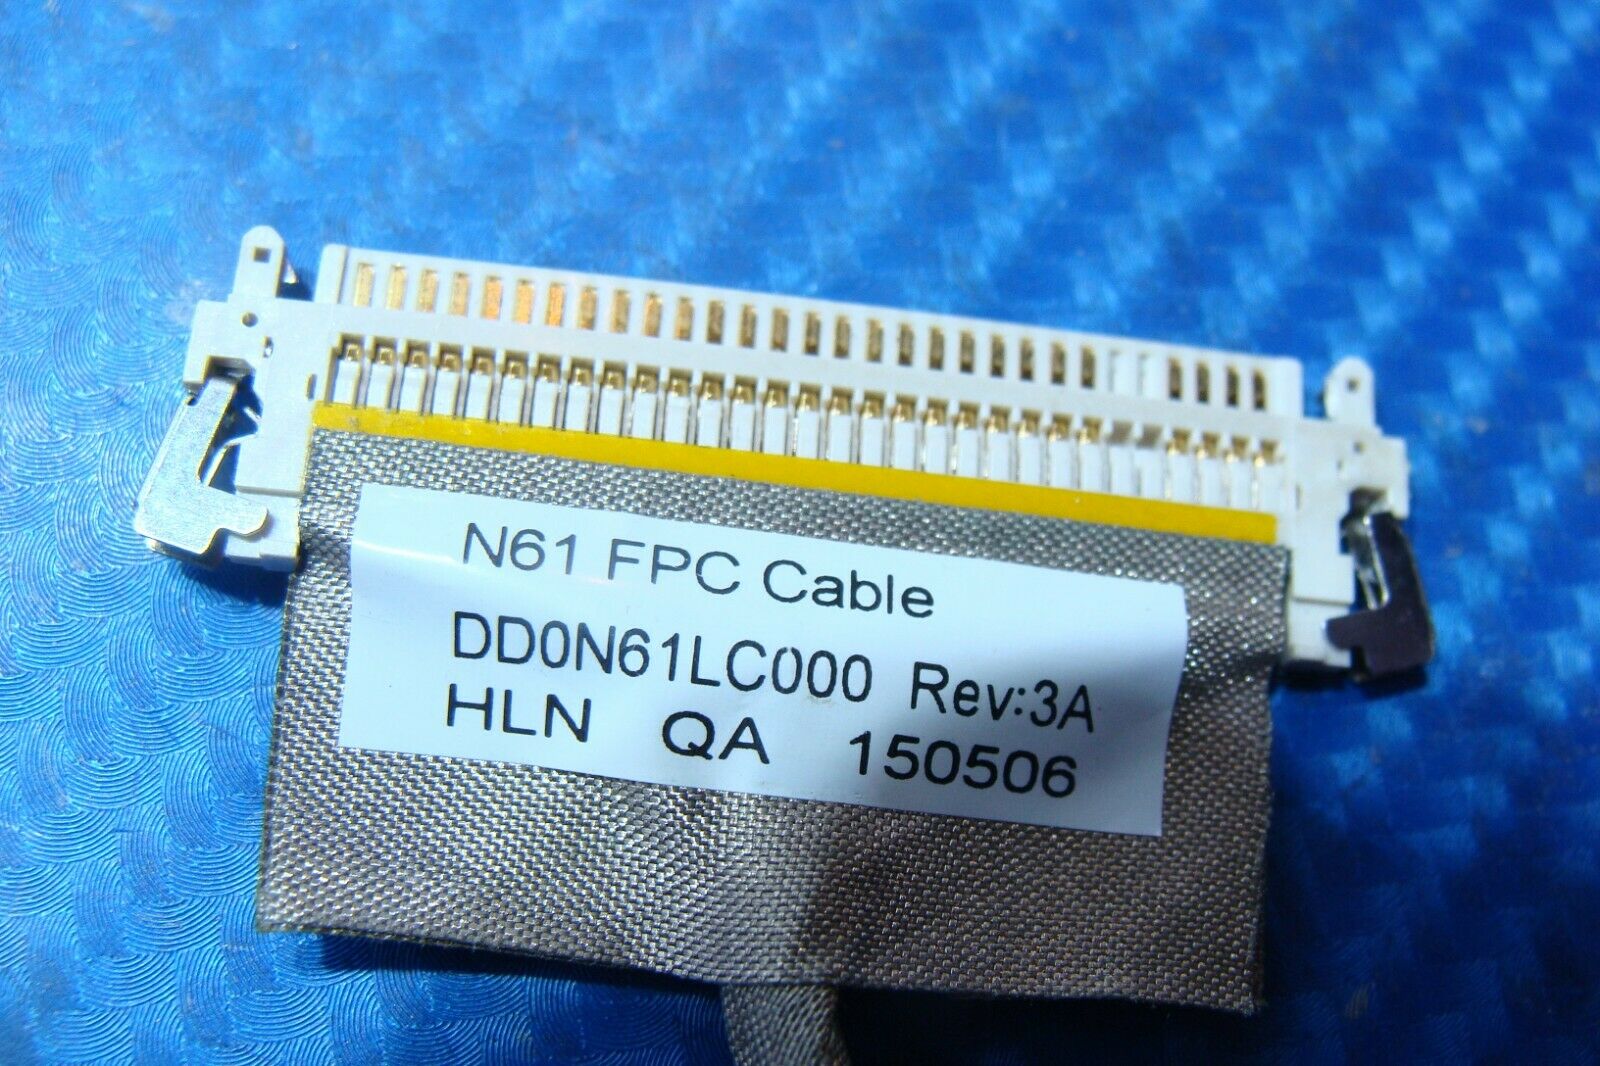 N61 FPC Cable
DD0N61LC000 Rev:3A
HLN QA 150506